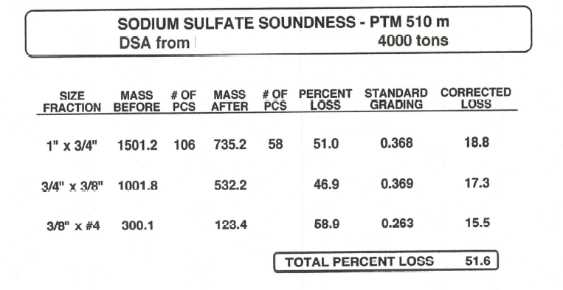 SODIUM SULFATE SOUNDNESS - PTM 510 m
DSA from 4000 tons
SIZE MASS # OF MASS # OF PERCENT STANDARD CORRECTED
FRACTION BEFORE PCS AFTER PCS LOSS GRADING LOSS
1" x 3/4" 1501.2 106 735.2 58 51.0 0.368 18.8
3/4" x 3/8" 1001.8 532.2 46.9 0.369 17.3
3/8" x #4 300.1 123.4 58.9 0.263 15.5
TOTAL PERCENT LOSS 51.6